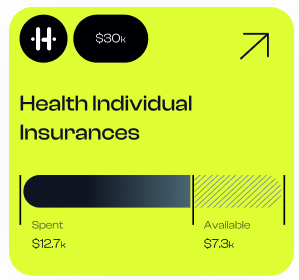 H
$30k
Health Individual
Insurances
Spent
Available
$12.7k
$7.3k